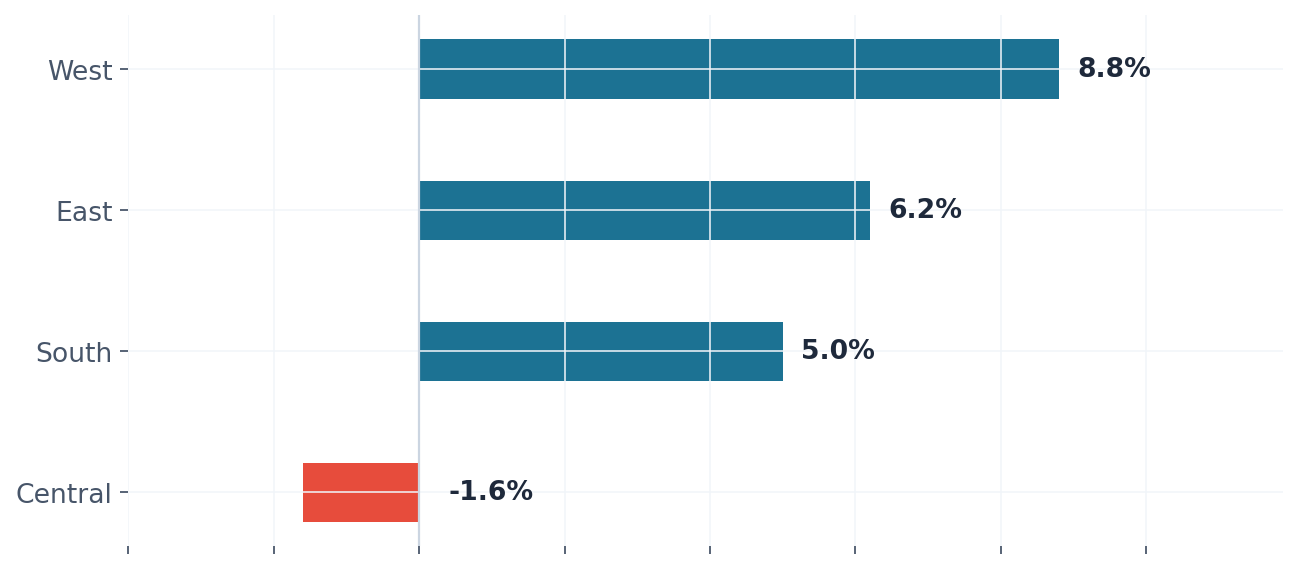 West 8.8%
East 6.2%
South 5.0%
Central -1.6%